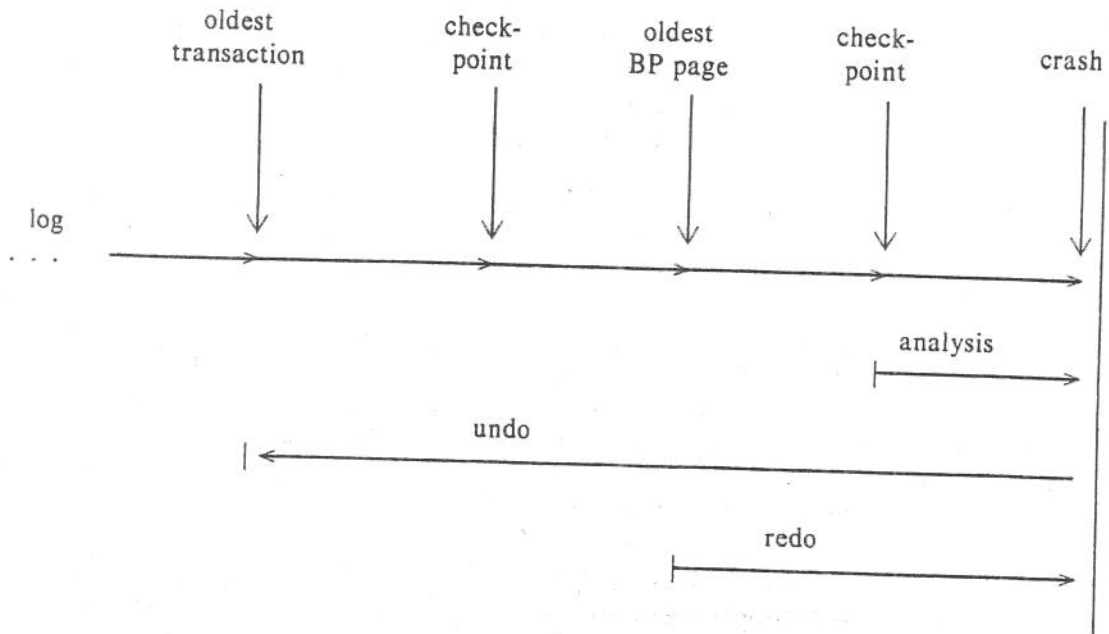 oldest
transaction
check-
point
oldest
BP page
check-
point
crash
log
. . .
analysis
undo
redo